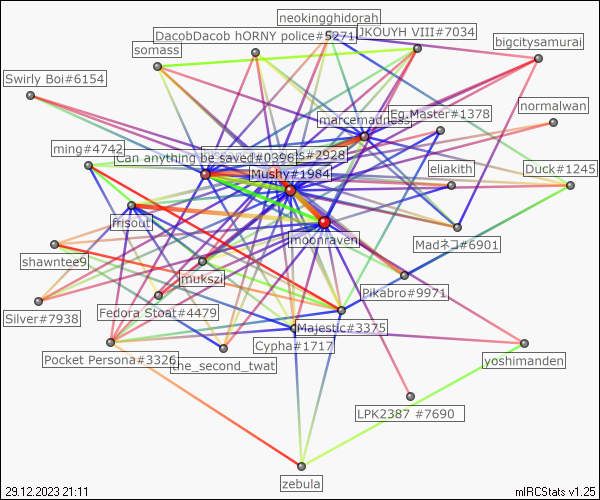 neokingghidorah
DacobDacob hORNY police#5271
JKOUYH VIII#7034
somass
bigcitysamurai
Swirly Boi#6154
normalwan
Eg.Master#1378
marcemadness
ming#4742
s#2928
Can anything be saved#0396
Mushy#1984
eliakith
Duck#1245
frisout
moonraven
Madネコ#6901
shawntee9
mukszi
Pikabro#9971
Silver#7938
Fedora Stoat#4479
Majestic#3375
Cypha#1717
Pocket Persona#3326
the_second_twat
yoshimanden
LPK2387 #7690
zebula
29.12.2023 21:11
mIRCStats v1.25